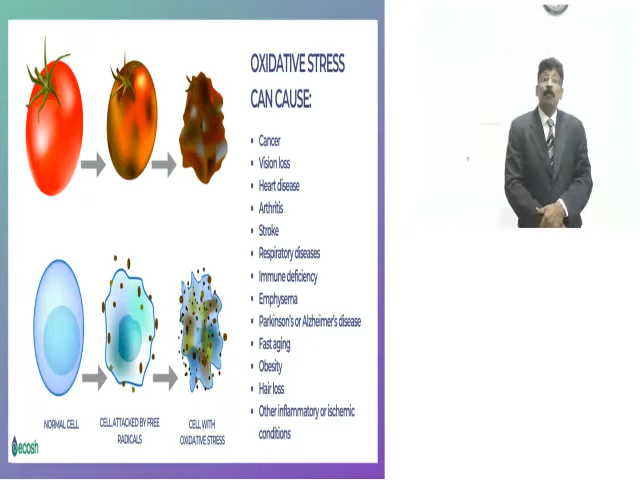 OXIDATIVE STRESS
CAN CAUSE:
• Cancer
• Vision loss
• Heart disease
• Arthritis
• Stroke
• Respiratory diseases
• Immune deficiency
• Emphysema
• Parkinson's or Alzheimer's disease
• Fast aging
• Obesity
• Hair loss
• Other inflammatory or ischemic
conditions
NORMAL CELL
CELL ATTACKED BY FREE
RADICALS
CELL WITH
OXIDATIVE STRESS
ecosh